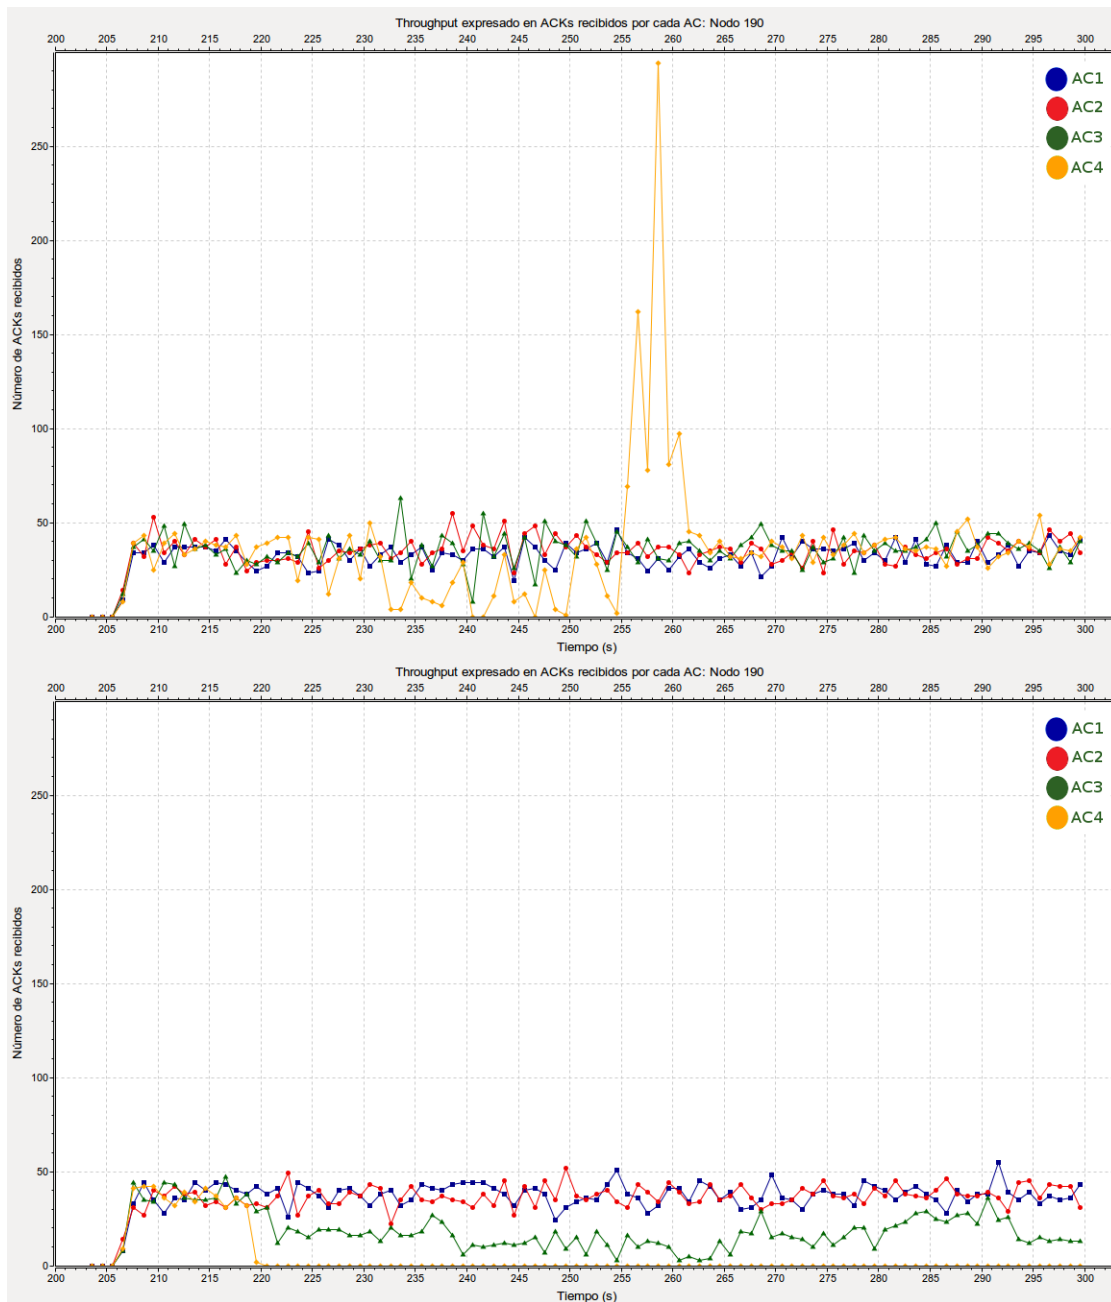 Throughput expresado en ACKs recibidos por cada AC: Nodo 190
200 205 210 215 220 225 230 235 240 245 250 255 260 265 270 275 280 285 290 295 300
AC1
AC2
AC3
AC4
250
200
150
100
50
0
Número de ACKs recibidos
200 205 210 215 220 225 230 235 240 245 250 255 260 265 270 275 280 285 290 295 300
Tiempo (s)
Throughput expresado en ACKs recibidos por cada AC: Nodo 190
200 205 210 215 220 225 230 235 240 245 250 255 260 265 270 275 280 285 290 295 300
AC1
AC2
AC3
AC4
250
200
150
100
50
0
Número de ACKs recibidos
200 205 210 215 220 225 230 235 240 245 250 255 260 265 270 275 280 285 290 295 300
Tiempo (s)